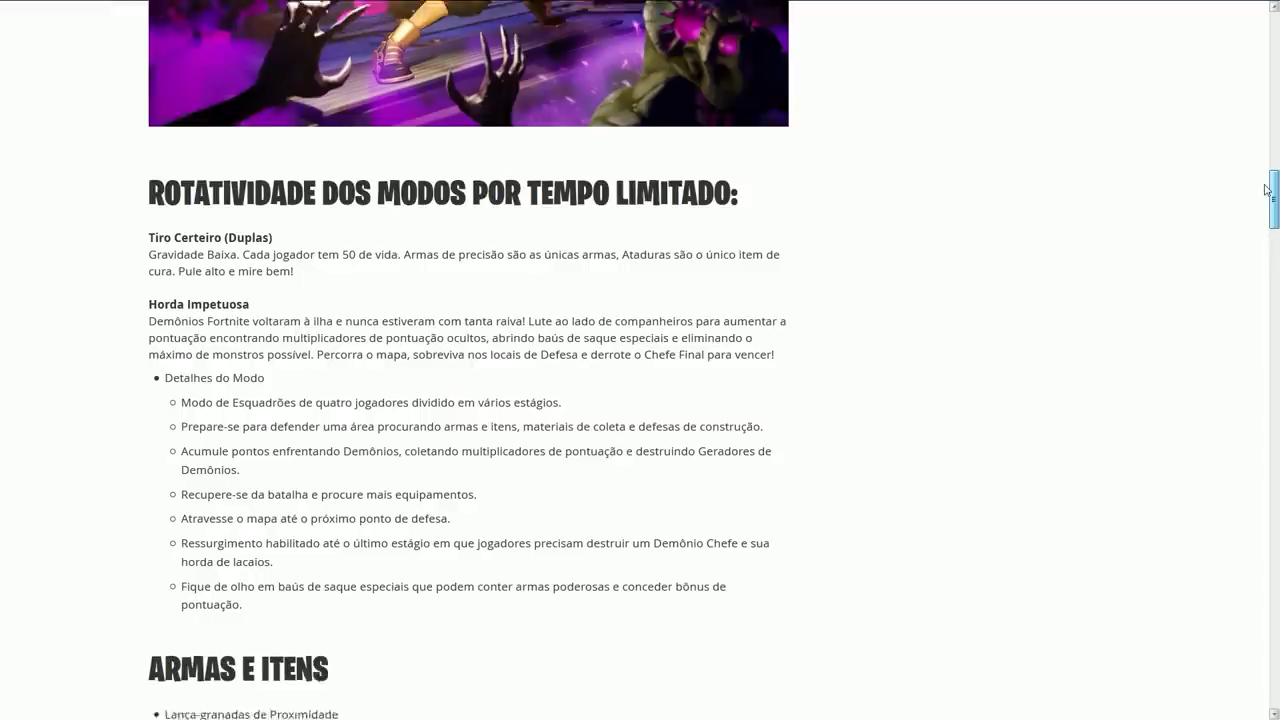 ROTATIVIDADE DOS MODOS POR TEMPO LIMITADO:
Tiro Certeiro (Duplas)
Gravidade Baixa. Cada jogador tem 50 de vida. Armas de precisão são as únicas armas, Ataduras são o único item de
cura. Pule alto e mire bem!
Horda Impetuosa
Demônios Fortnite voltaram à ilha e nunca estiveram com tanta raiva! Lute ao lado de companheiros para aumentar a
pontuação encontrando multiplicadores de pontuação ocultos, abrindo baús de saque especiais e eliminando o
máximo de monstros possível. Percorra o mapa, sobreviva nos locais de Defesa e derrote o Chefe Final para vencer!
Detalhes do Modo
Modo de Esquadrões de quatro jogadores dividido em vários estágios.
Prepare-se para defender uma área procurando armas e itens, materiais de coleta e defesas de construção.
Acumule pontos enfrentando Demônios, coletando multiplicadores de pontuação e destruindo Geradores de
Demônios.
Recupere-se da batalha e procure mais equipamentos.
Atravesse o mapa até o próximo ponto de defesa.
Ressurgimento habilitado até o último estágio em que jogadores precisam destruir um Demônio Chefe e sua
horda de lacaios.
Fique de olho em baús de saque especiais que podem conter armas poderosas e conceder bônus de
pontuação.
ARMAS E ITENS
Lança-granadas de Proximidade